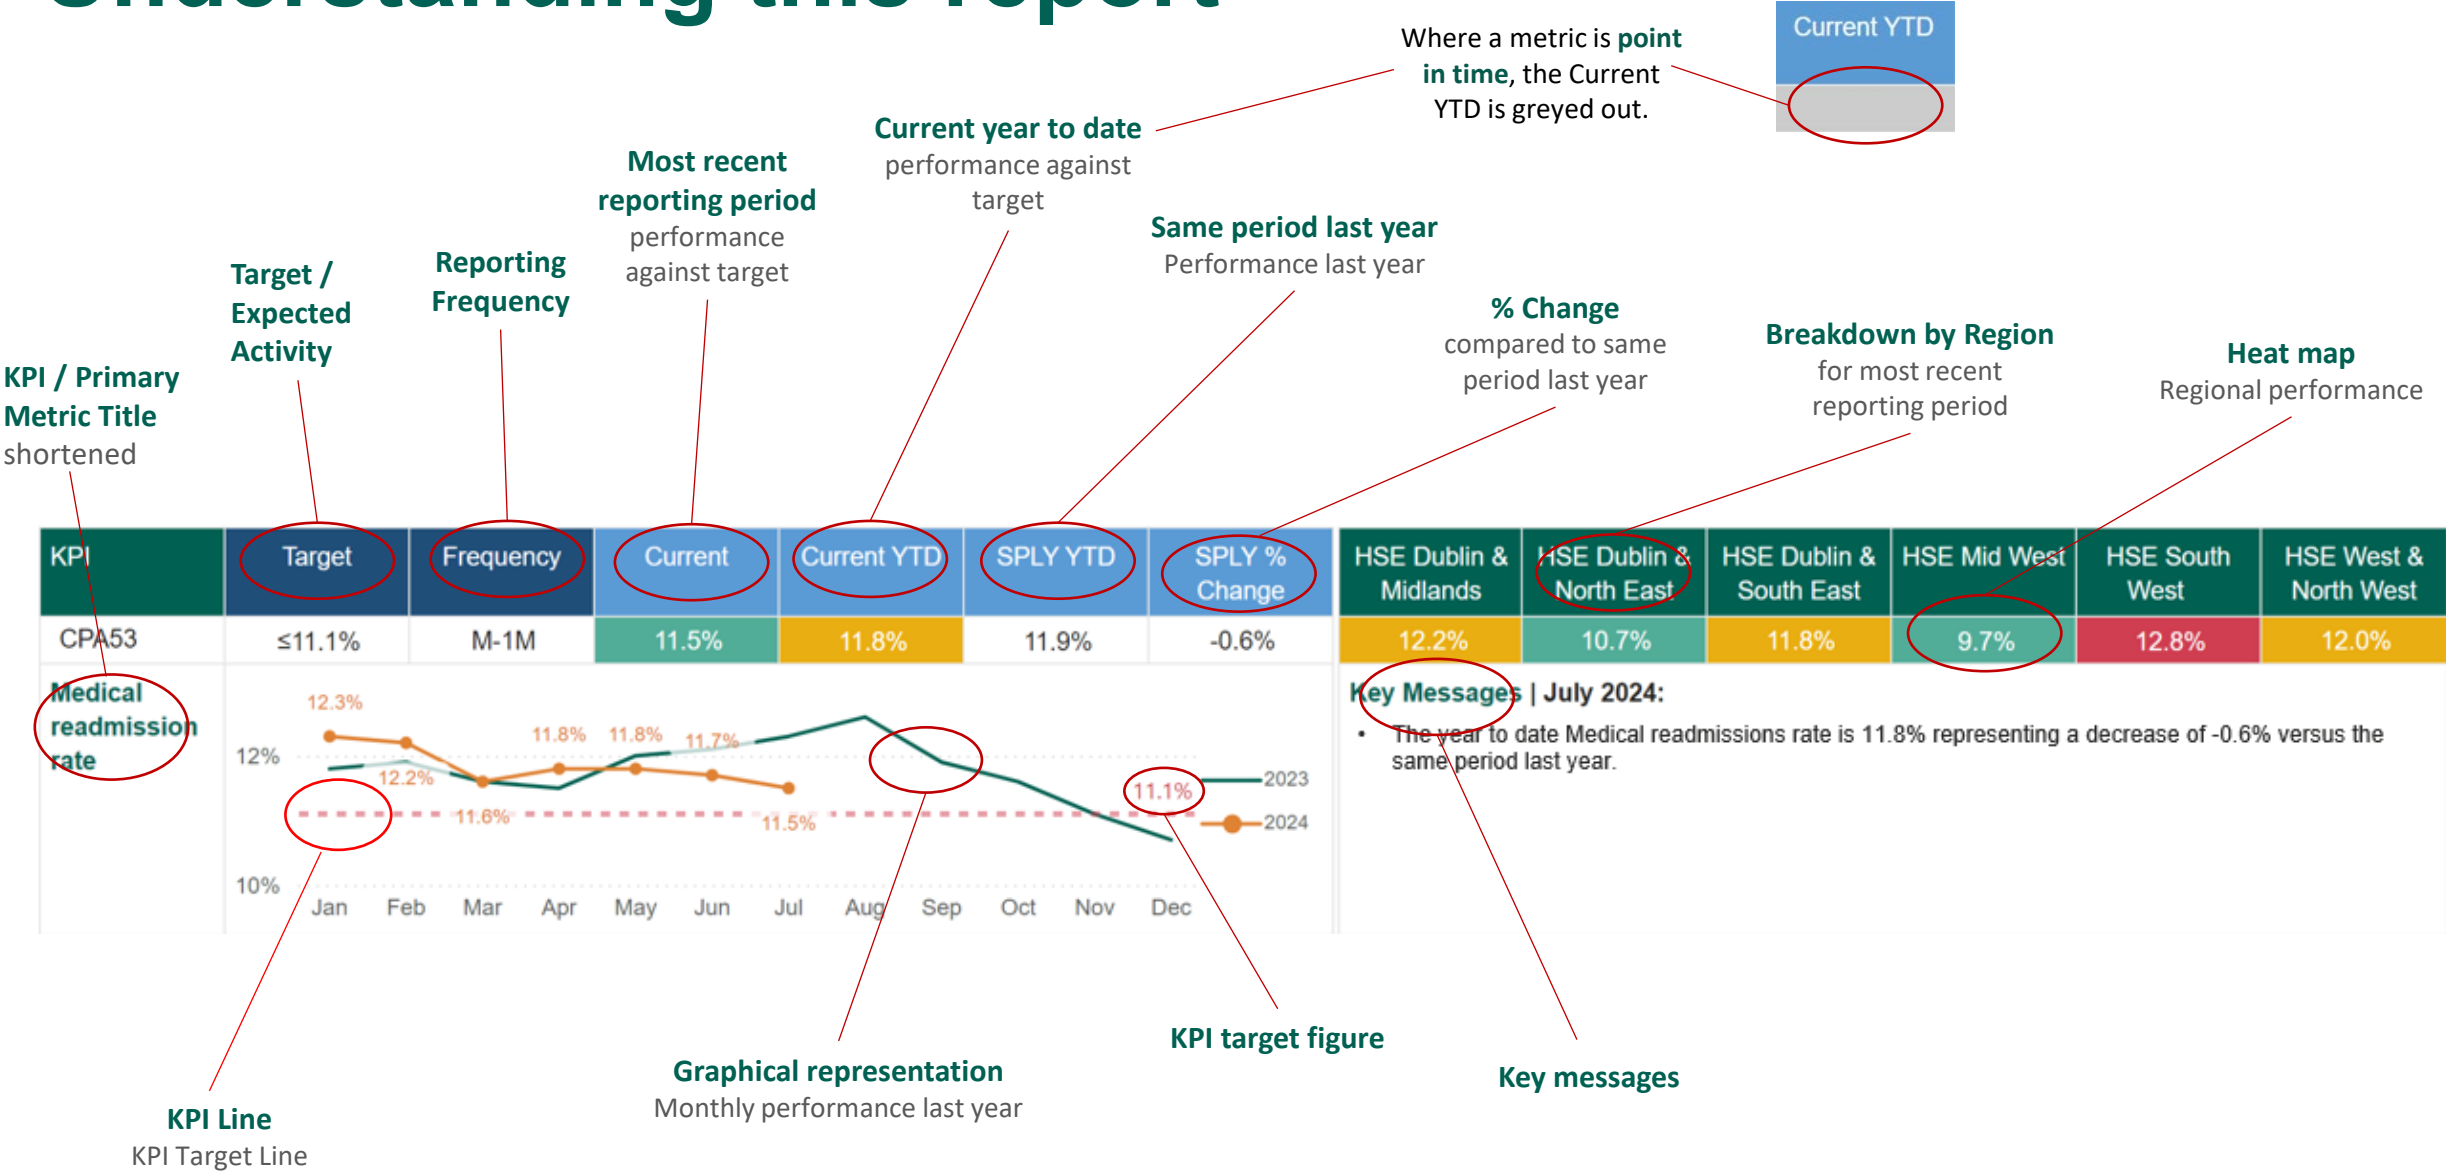 Understanding this report
Where a metric is point
in time, the Current
YTD is greyed out.
Current YTD
Current year to date
performance against
target
Most recent
reporting period
performance
against target
Same period last year
Performance last year
Reporting
Frequency
Target /
Expected
Activity
% Change
compared to same
period last year
Breakdown by Region
for most recent
reporting period
Heat map
Regional performance
KPI / Primary
Metric Title
shortened
KPI Target Frequency Current Current YTD SPLY YTD SPLY % Change HSE Dublin & Midlands HSE Dublin & North East HSE Dublin & South East HSE Mid West HSE South West HSE West & North West
CPA53 ≤11.1% M-1M 11.5% 11.8% 11.9% -0.6% 12.2% 10.7% 11.8% 9.7% 12.8% 12.0%
Medical
readmission
rate
12.3%
12.2%
11.6%
11.8%
11.8%
11.7%
11.5%
11.1%
12%
10%
Jan Feb Mar Apr May Jun Jul Aug Sep Oct Nov Dec
2023
2024
Key Messages | July 2024:
• The year to date Medical readmissions rate is 11.8% representing a decrease of -0.6% versus the
same period last year.
KPI target figure
Graphical representation
Monthly performance last year
Key messages
KPI Line
KPI Target Line